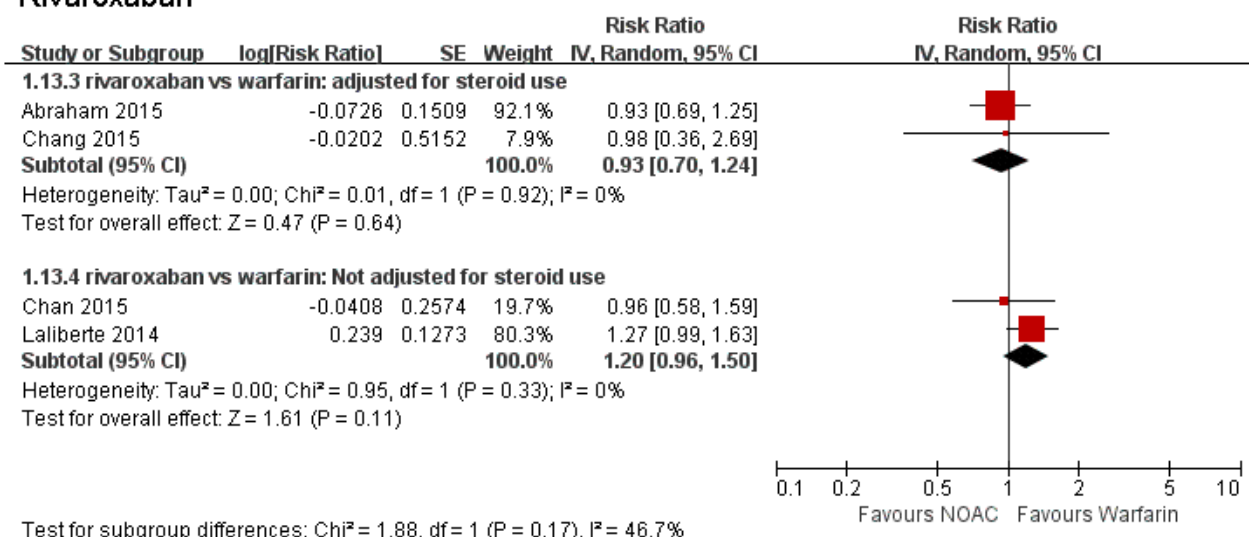 Rivaroxaban
Risk Ratio Risk Ratio
Study or Subgroup log[Risk Ratio] SE Weight IV, Random, 95% CI IV, Random, 95% CI
1.13.3 rivaroxaban vs warfarin: adjusted for steroid use
Abraham 2015 -0.0726 0.1509 92.1% 0.93 [0.69, 1.25]
Chang 2015 -0.0202 0.5152 7.9% 0.98 [0.36, 2.69]
Subtotal (95% CI) 100.0% 0.93 [0.70, 1.24]
Heterogeneity: Tau² = 0.00; Chi² = 0.01, df = 1 (P = 0.92); I² = 0%
Test for overall effect: Z = 0.47 (P = 0.64)
1.13.4 rivaroxaban vs warfarin: Not adjusted for steroid use
Chan 2015 -0.0408 0.2574 19.7% 0.96 [0.58, 1.59]
Laliberte 2014 0.239 0.1273 80.3% 1.27 [0.99, 1.63]
Subtotal (95% CI) 100.0% 1.20 [0.96, 1.50]
Heterogeneity: Tau² = 0.00; Chi² = 0.95, df = 1 (P = 0.33); I² = 0%
Test for overall effect: Z = 1.61 (P = 0.11)
0.1 0.2 0.5 1 2 5 10
Favours NOAC Favours Warfarin
Test for subgroup differences: Chi² = 1.88, df = 1 (P = 0.17), I² = 46.7%